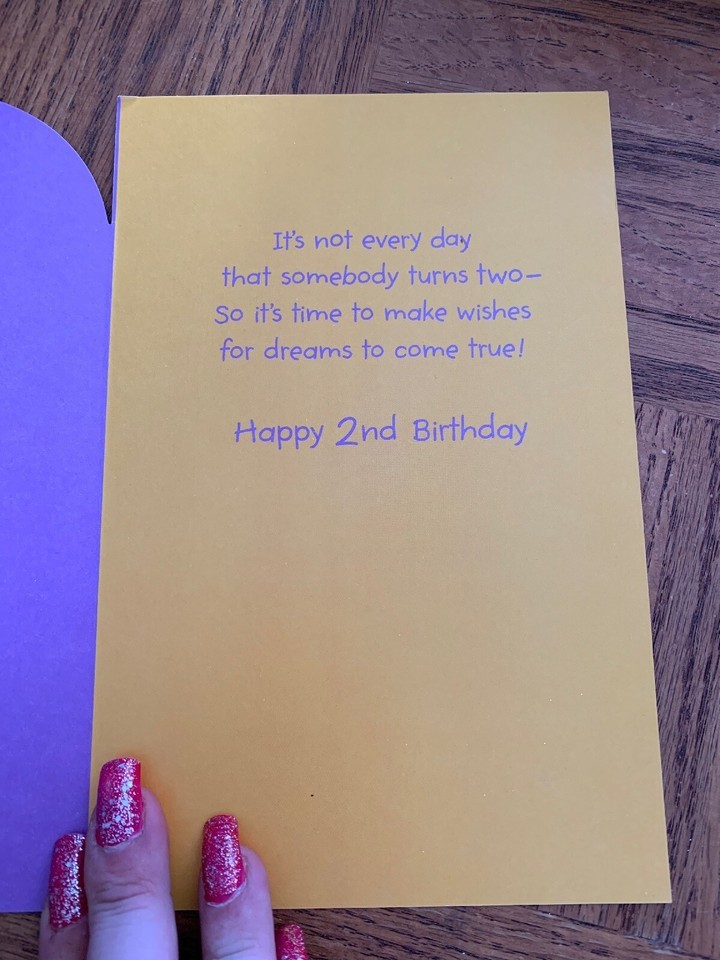 It's not every day
that somebody turns two–
So it's time to make wishes
for dreams to come true!
Happy 2nd Birthday